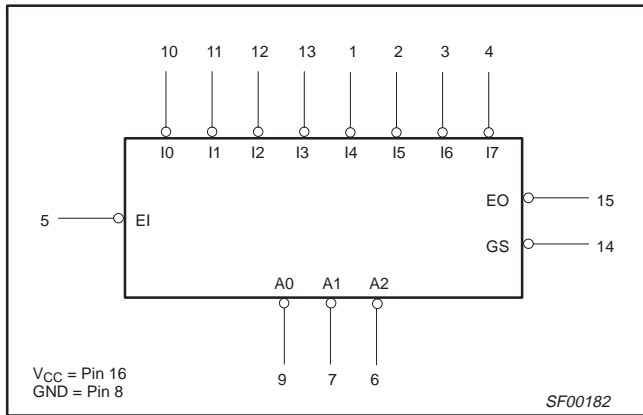 10 11 12 13 1 2 3 4
I0 I1 I2 I3 I4 I5 I6 I7
EO 15
5 EI
GS 14
A0 A1 A2
9 7 6
VCC = Pin 16
GND = Pin 8
SF00182